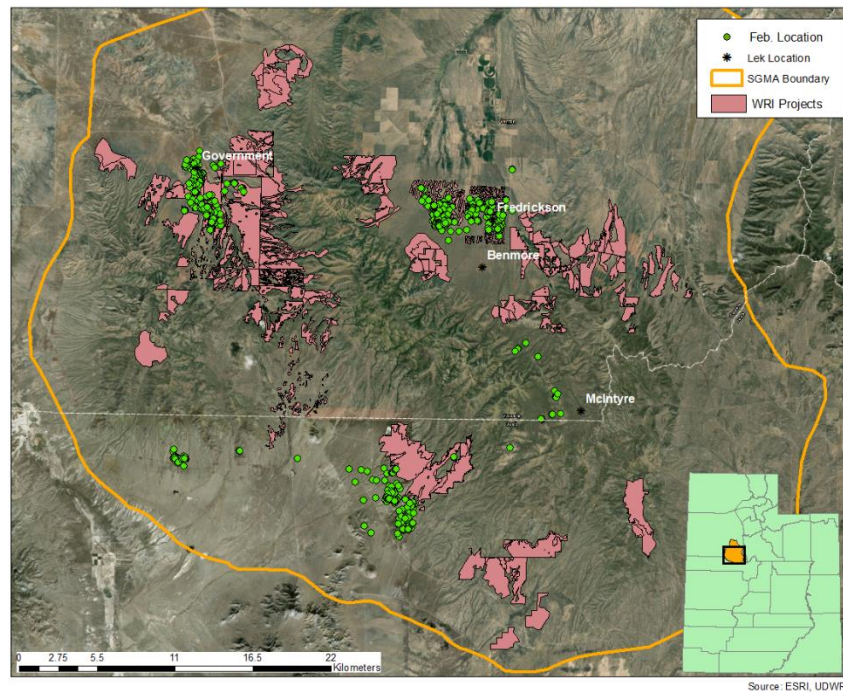 Feb. Location
Lek Location
SGMA Boundary
WRI Projects
Government
Fredrickson
Benmore
McIntyre
0 2.75 5.5 11 16.5 22
Kilometers
Source: ESRI, UDWR